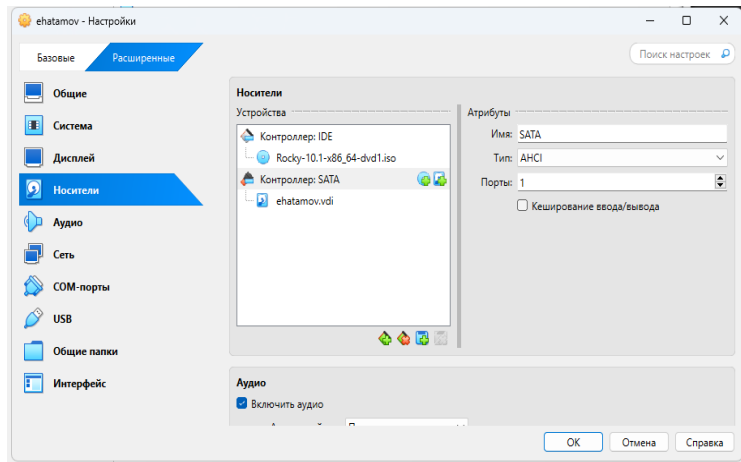 ehatamov - Настройки
Базовые Расширенные Поиск настроек
Общие
Система
Дисплей
Носители
Аудио
Сеть
COM-порты
USB
Общие папки
Интерфейс
Носители
Устройства
Контроллер: IDE
Rocky-10.1-x86_64-dvd1.iso
Контроллер: SATA
ehatamov.vdi
Атрибуты
Имя: SATA
Тип: AHCI
Порты: 1
Кеширование ввода/вывода
Аудио
Включить аудио
OK Отмена Справка